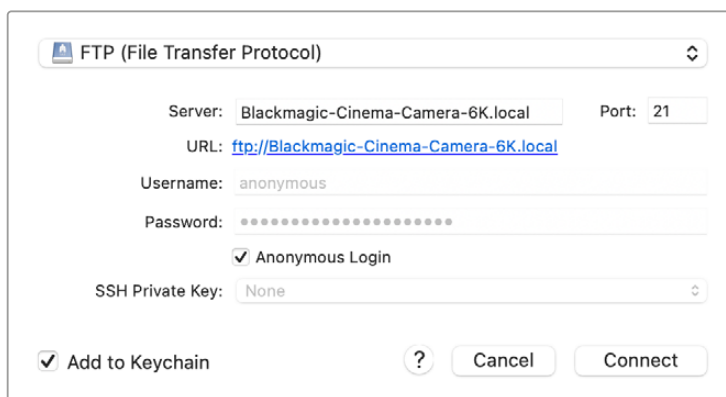 FTP (File Transfer Protocol)
Server: Blackmagic-Cinema-Camera-6K.local Port: 21
URL: ftp://Blackmagic-Cinema-Camera-6K.local
Username: anonymous
Password: ●●●●●●●●●●●●●●●●●●●●●
Anonymous Login
SSH Private Key: None
Add to Keychain ? Cancel Connect